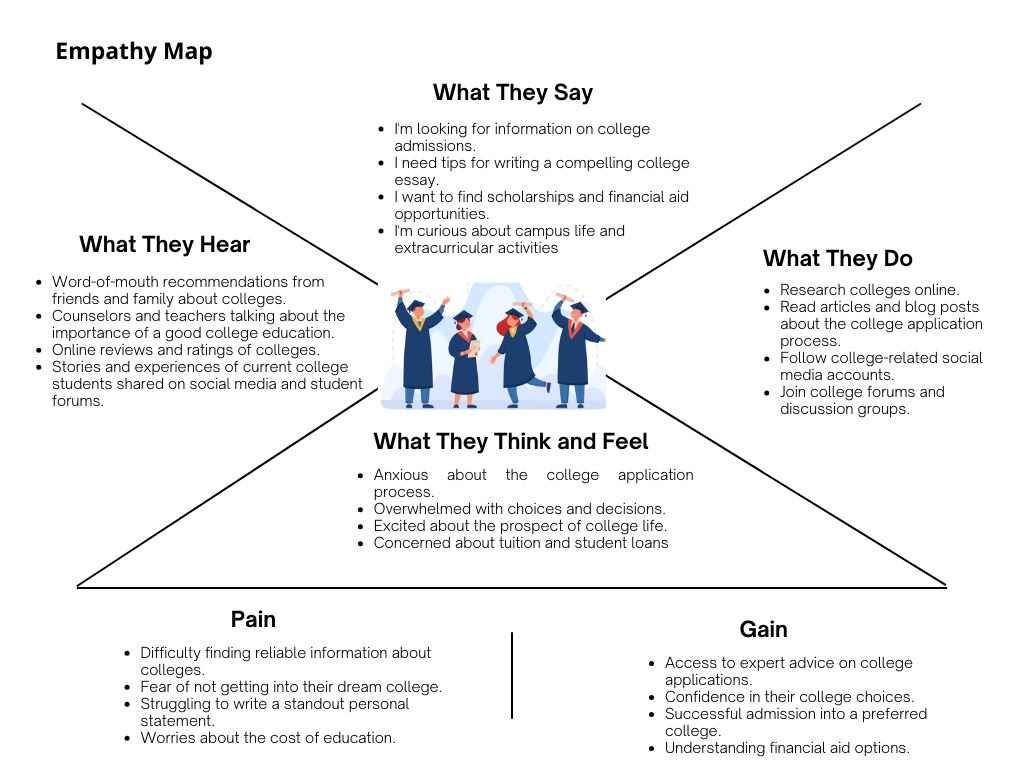 Empathy Map
What They Say
• I'm looking for information on college
admissions.
• I need tips for writing a compelling college
essay.
• I want to find scholarships and financial aid
opportunities.
• I'm curious about campus life and
extracurricular activities
What They Hear
• Word-of-mouth recommendations from
friends and family about colleges.
• Counselors and teachers talking about the
importance of a good college education.
• Online reviews and ratings of colleges.
• Stories and experiences of current college
students shared on social media and student
forums.
What They Do
• Research colleges online.
• Read articles and blog posts
about the college application
process.
• Follow college-related social
media accounts.
• Join college forums and
discussion groups.
What They Think and Feel
• Anxious about the college application
process.
• Overwhelmed with choices and decisions.
• Excited about the prospect of college life.
• Concerned about tuition and student loans
Pain
• Difficulty finding reliable information about
colleges.
• Fear of not getting into their dream college.
• Struggling to write a standout personal
statement.
• Worries about the cost of education.
Gain
• Access to expert advice on college
applications.
• Confidence in their college choices.
• Successful admission into a preferred
college.
• Understanding financial aid options.